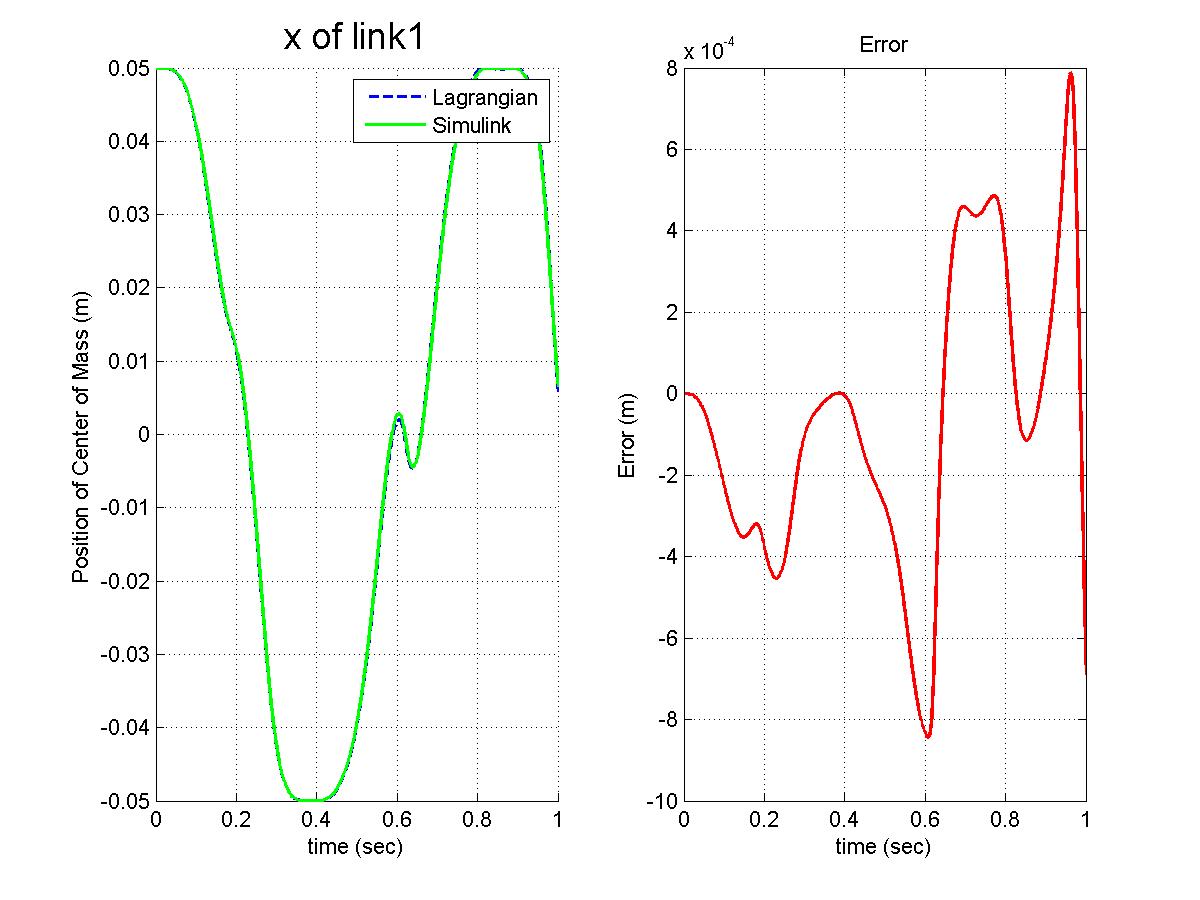 x of link1
0.05
0.04
0.03
0.02
0.01
0
-0.01
-0.02
-0.03
-0.04
-0.05
Position of Center of Mass (m)
Lagrangian
Simulink
0 0.2 0.4 0.6 0.8 1
time (sec)
Error
x 10^-4
8
6
4
2
0
-2
-4
-6
-8
-10
Error (m)
0 0.2 0.4 0.6 0.8 1
time (sec)